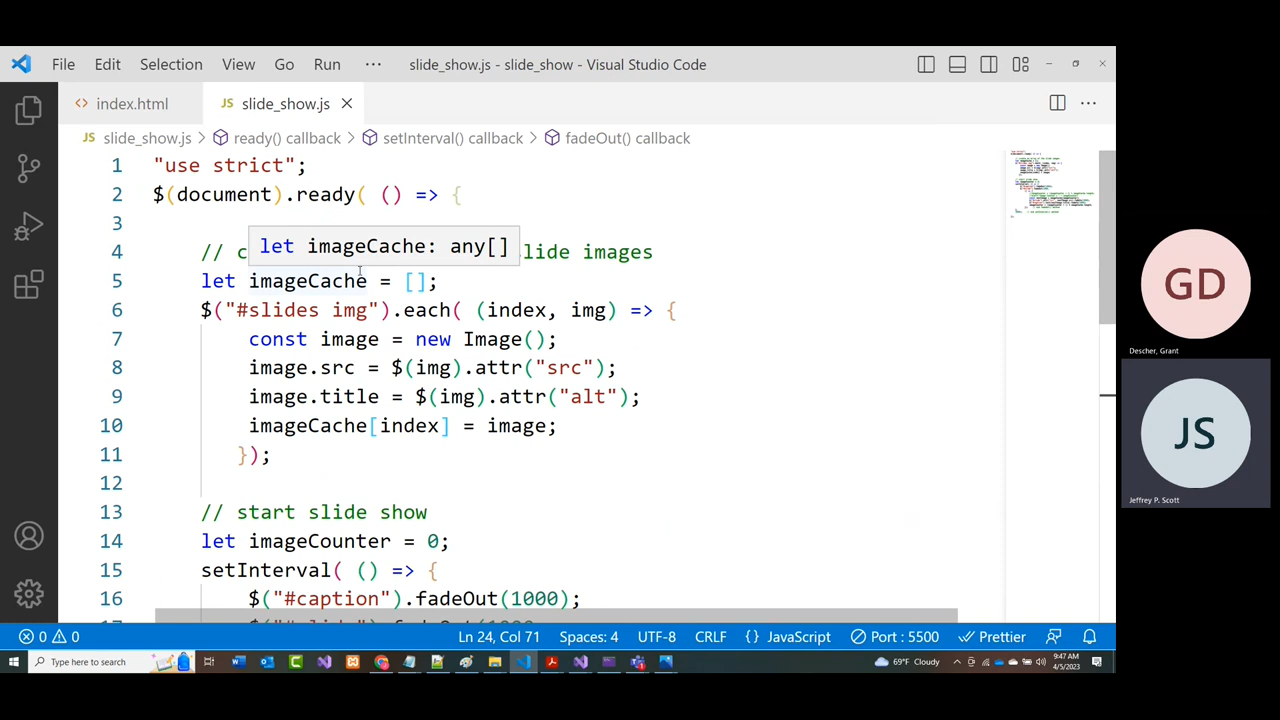 File Edit Selection View Go Run ··· slide_show.js - slide_show - Visual Studio Code
index.html JS slide_show.js
JS slide_show.js > ready() callback > setInterval() callback > fadeOut() callback
1 "use strict";
2 $(document).ready( () => {
3
let imageCache: any[]
4 // c lide images
5 let imageCache = [];
6 $("#slides img").each( (index, img) => {
7 const image = new Image();
8 image.src = $(img).attr("src");
9 image.title = $(img).attr("alt");
10 imageCache[index] = image;
11 });
12
13 // start slide show
14 let imageCounter = 0;
15 setInterval( () => {
16 $("#caption").fadeOut(1000);
GD
Descher, Grant
JS
Jeffrey P. Scott
0 0 Ln 24, Col 71 Spaces: 4 UTF-8 CRLF {} JavaScript Port : 5500 Prettier
Type here to search 69°F Cloudy 9:47 AM
4/5/2023